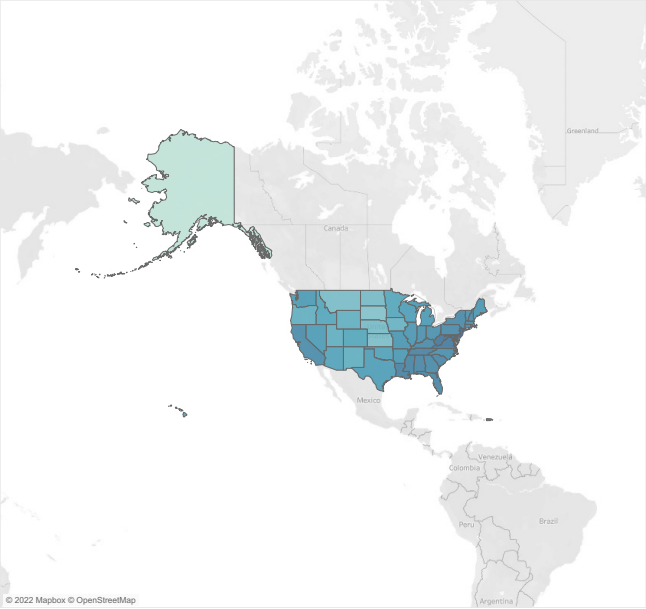 Greenland
Canada
Mexico
Venezuela
Colombia
Peru
Brazil
Argentina
© 2022 Mapbox © OpenStreetMap